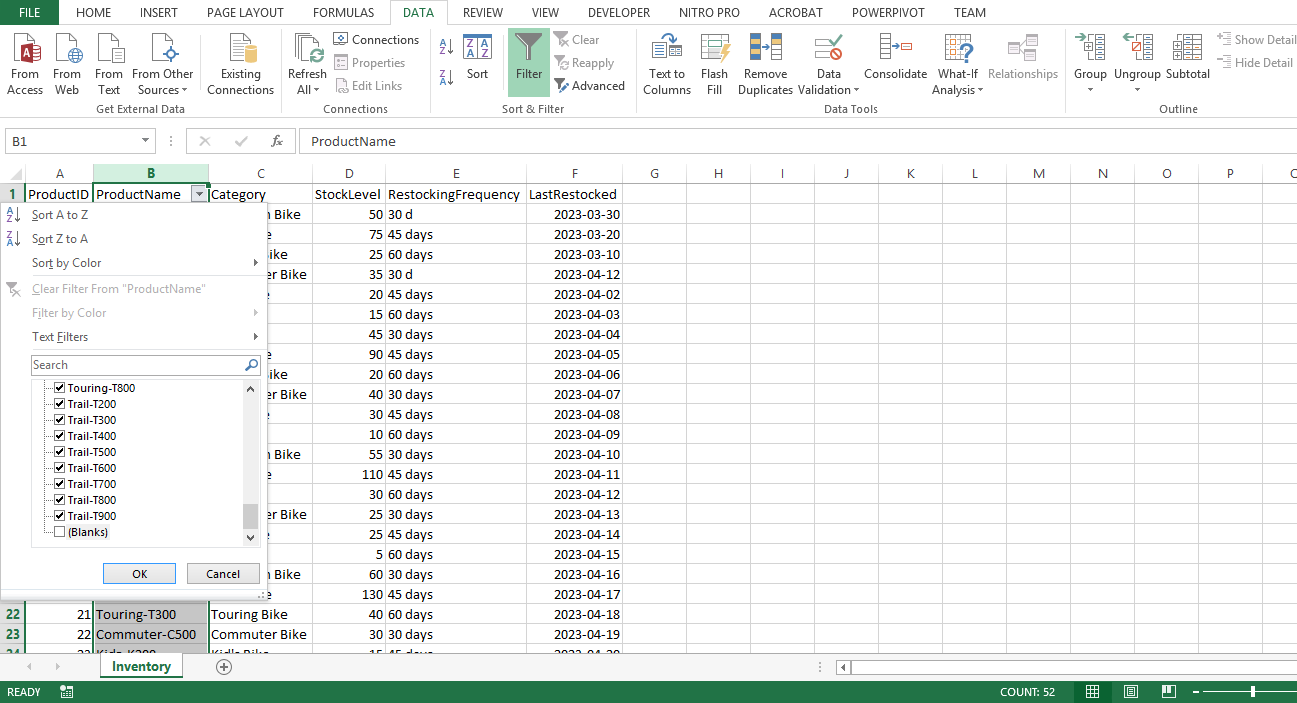 FILE HOME INSERT PAGE LAYOUT FORMULAS DATA REVIEW VIEW DEVELOPER NITRO PRO ACROBAT POWERPIVOT TEAM
From Access From Web From Text From Other Sources Existing Connections
Get External Data
Refresh All Connections Properties Edit Links
Connections
Sort Filter Clear Reapply Advanced
Sort & Filter
Text to Columns Flash Fill Remove Duplicates Data Validation Consolidate What-If Analysis Relationships
Data Tools
Group Ungroup Subtotal Show Detail Hide Detail
Outline
B1 fx ProductName
A B C D E F G H I J K L M N O P
1 ProductID ProductName Category StockLevel RestockingFrequency LastRestocked
Bike 50 30 d 2023-03-30
75 45 days 2023-03-20
25 60 days 2023-03-10
Bike 35 30 d 2023-04-12
20 45 days 2023-04-02
15 60 days 2023-04-03
45 30 days 2023-04-04
90 45 days 2023-04-05
20 60 days 2023-04-06
Bike 40 30 days 2023-04-07
30 45 days 2023-04-08
10 60 days 2023-04-09
Bike 55 30 days 2023-04-10
110 45 days 2023-04-11
30 60 days 2023-04-12
Bike 25 30 days 2023-04-13
25 45 days 2023-04-14
5 60 days 2023-04-15
Bike 60 30 days 2023-04-16
130 45 days 2023-04-17
Sort A to Z
Sort Z to A
Sort by Color
Clear Filter From "ProductName"
Filter by Color
Text Filters
Search
Touring-T800
Trail-T200
Trail-T300
Trail-T400
Trail-T500
Trail-T600
Trail-T700
Trail-T800
Trail-T900
(Blanks)
OK Cancel
22 21 Touring-T300 Touring Bike 40 60 days 2023-04-18
23 22 Commuter-C500 Commuter Bike 30 30 days 2023-04-19
Inventory
READY COUNT: 52